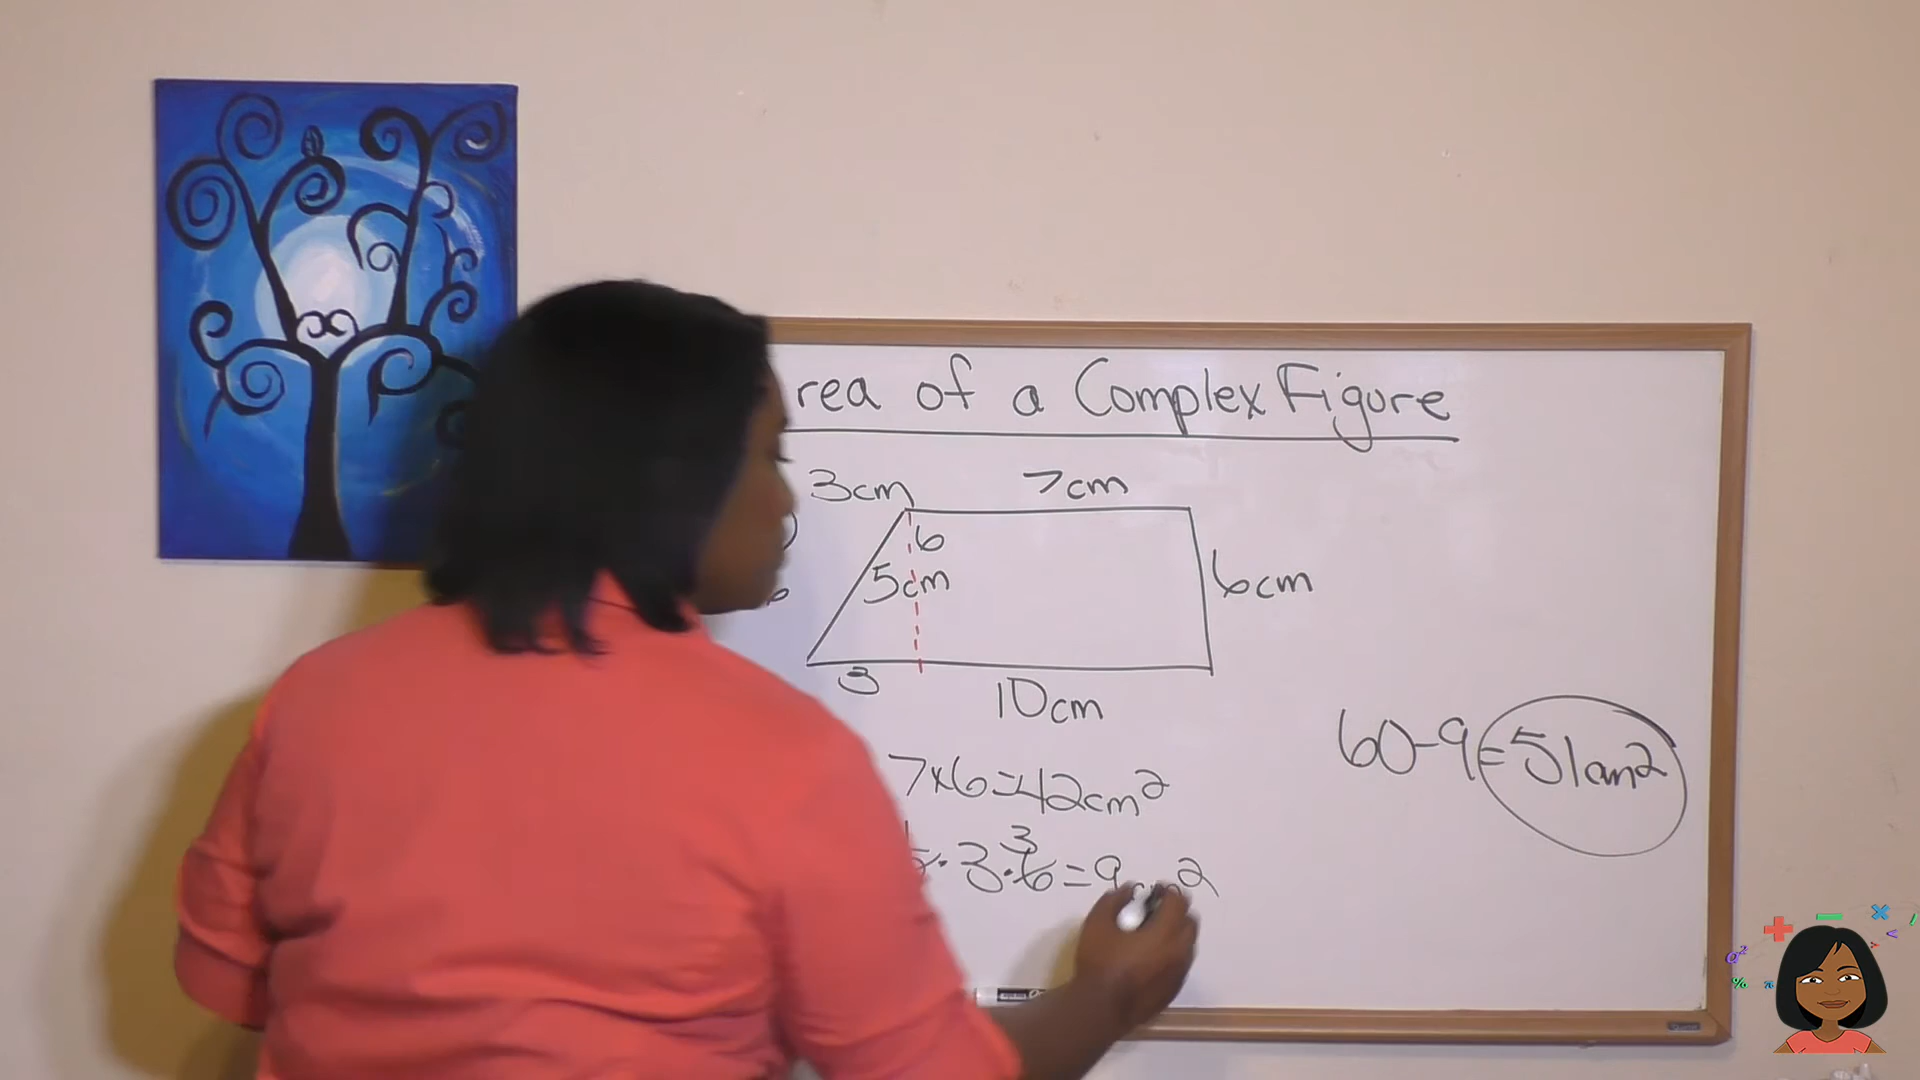 rea of a Complex Figure
3cm 7cm
6
5cm 6cm
3
10cm
60-9=51cm²
7x6=42cm²
3
·3·6=9cm²